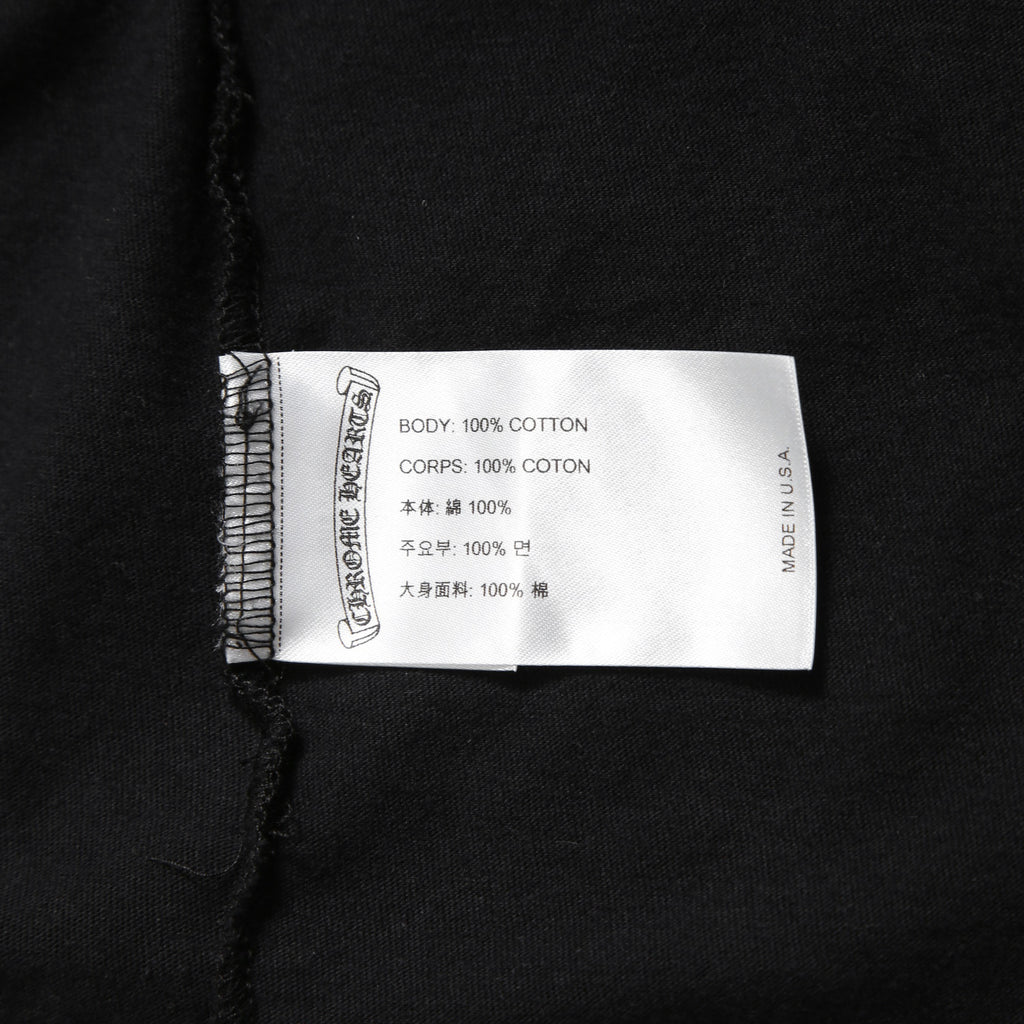 CHROME HEARTS
BODY: 100% COTTON
CORPS: 100% COTON
本体: 綿 100%
주요부: 100% 면
大身面料: 100% 棉
MADE IN U.S.A.